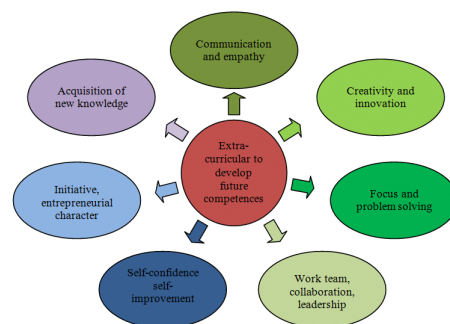 Communication
and empathy
Acquisition of
new knowledge
Creativity and
innovation
Extra-
curricular to
develop
future
competences
Initiative,
entrepreneurial
character
Focus and
problem solving
Self-confidence
self-
improvement
Work team,
collaboration,
leadership